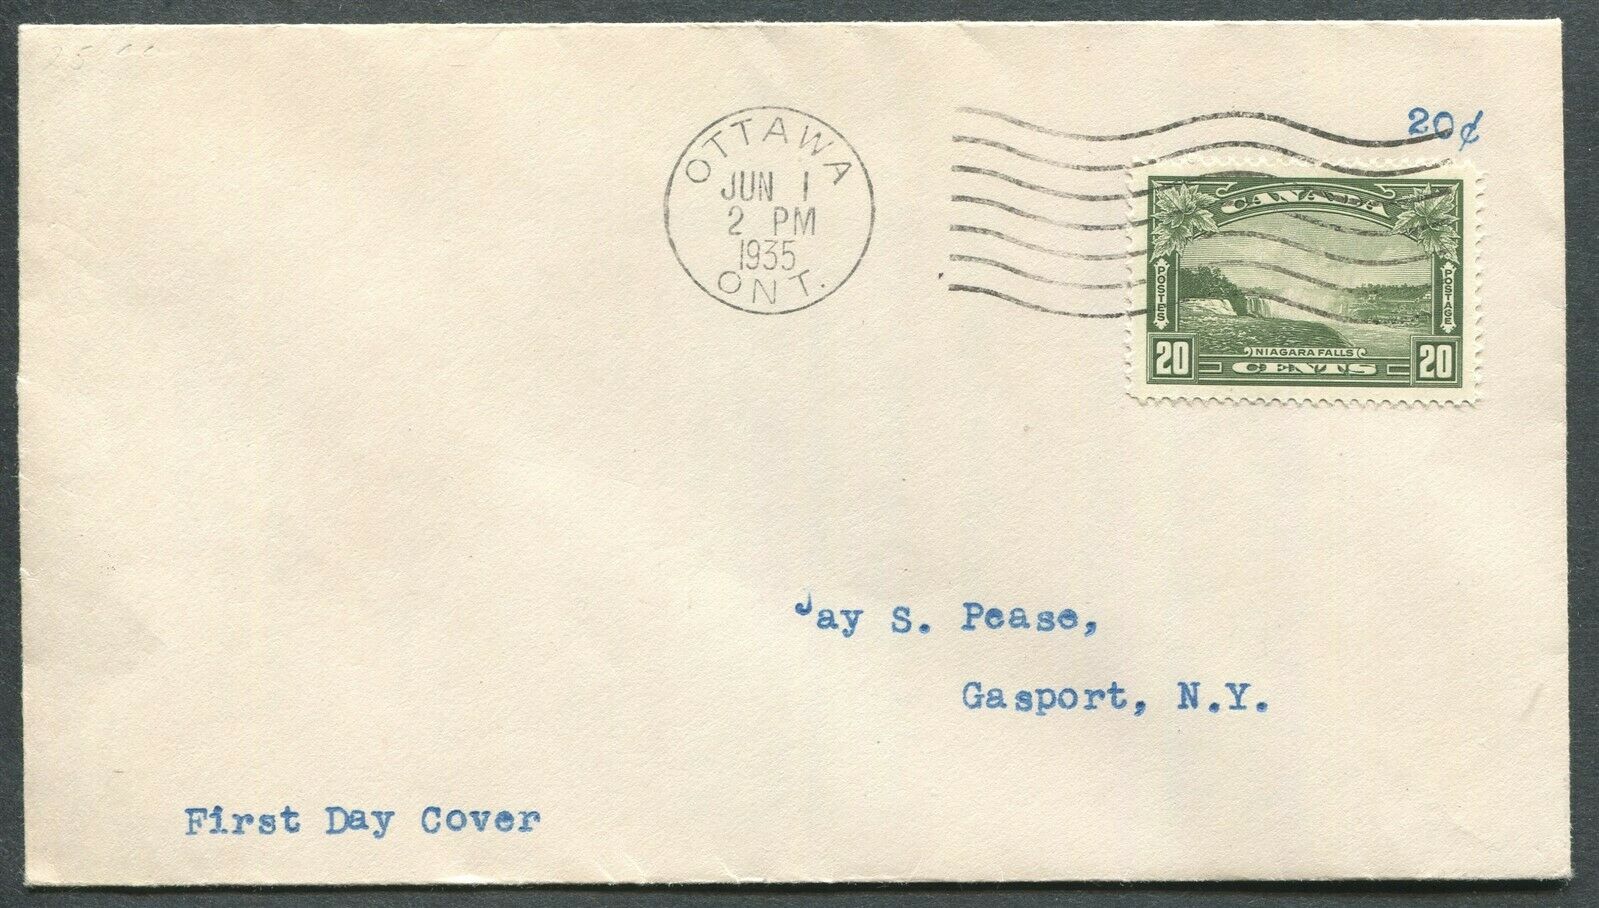 20¢
OTTAWA
JUN 1
2 PM
1935
ONT.
CANADA
POSTES
POSTAGE
NIAGARA FALLS
20 CENTS 20
Jay S. Pease,
Gasport, N.Y.
First Day Cover